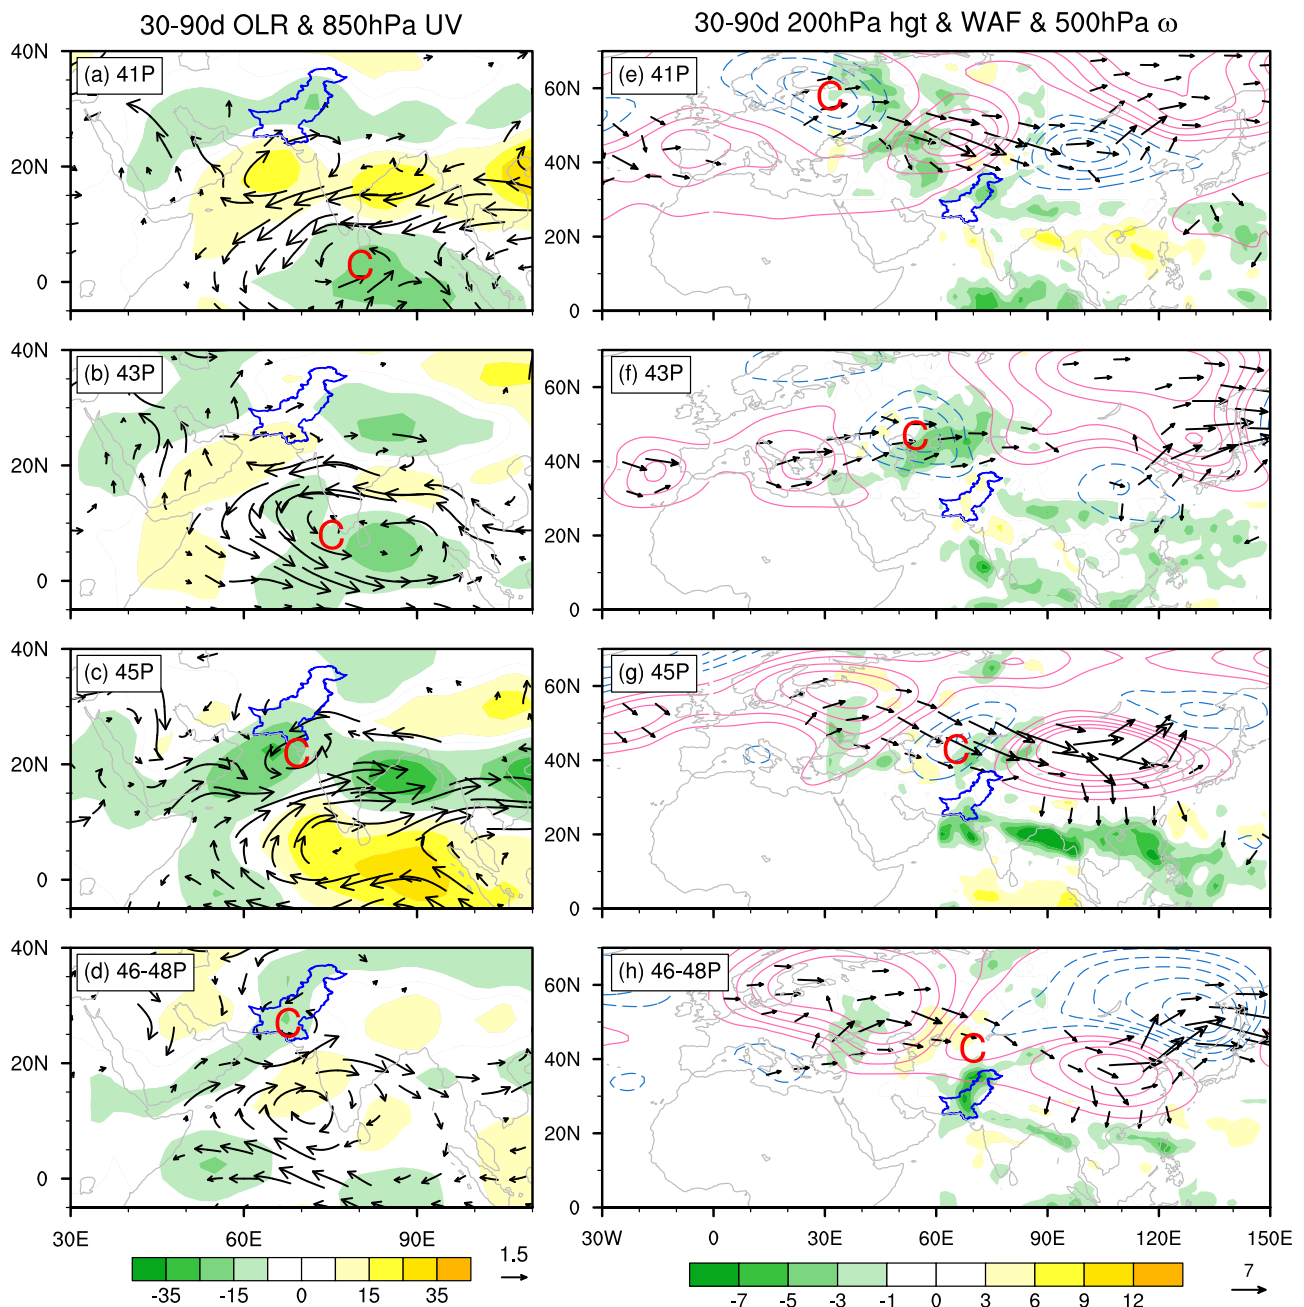 30-90d OLR & 850hPa UV
30-90d 200hPa hgt & WAF & 500hPa ω
40N
20N
0
(a) 41P
C
60N
40N
20N
0
(e) 41P
C
40N
20N
0
(b) 43P
C
60N
40N
20N
0
(f) 43P
C
40N
20N
0
(c) 45P
C
60N
40N
20N
0
(g) 45P
C
40N
20N
0
(d) 46-48P
C
60N
40N
20N
0
(h) 46-48P
C
30E 60E 90E
30W 0 30E 60E 90E 120E 150E
-35 -15 0 15 35
1.5
-7 -5 -3 -1 0 3 6 9 12
7